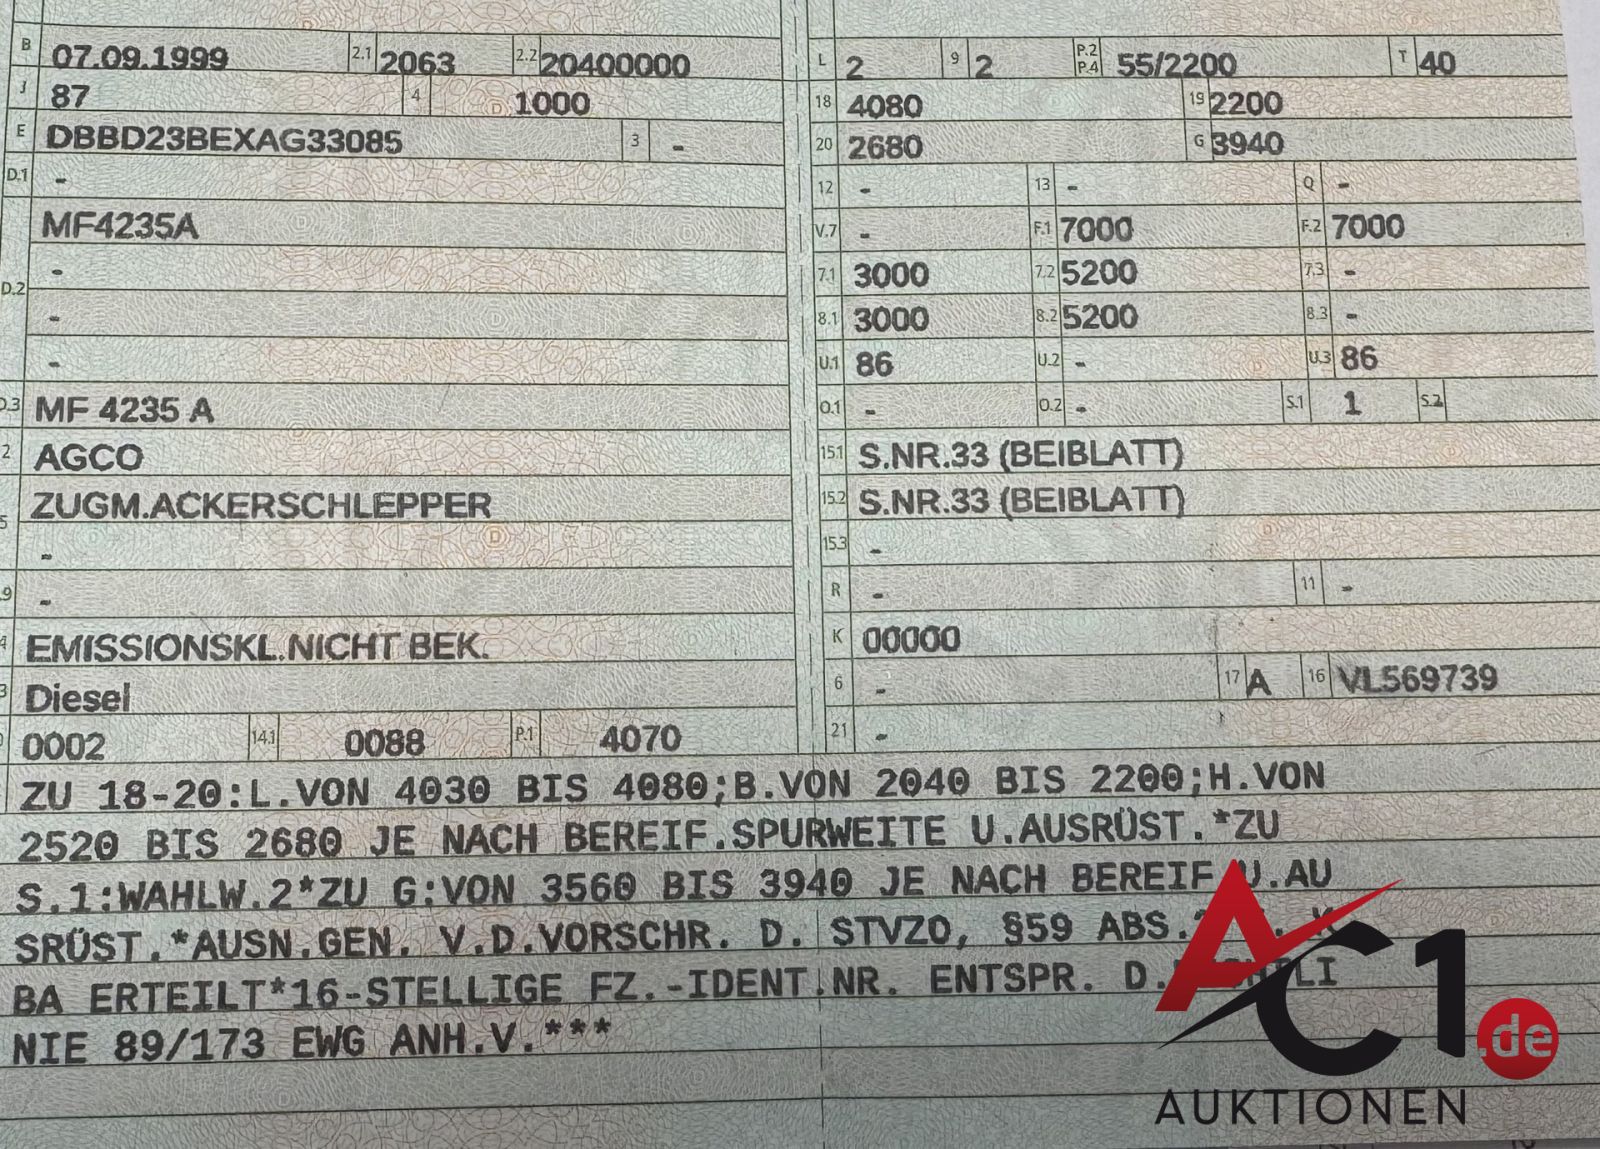 B 07.09.1999 2.1 2063 2.2 20400000
J 87 4 1000
E DBBD23BEXAG33085 3 -
D.1 -
MF4235A
-
D.2
-
-
D.3 MF 4235 A
2 AGCO
5 ZUGM.ACKERSCHLEPPER
-
.9 -
4 EMISSIONSKL.NICHT BEK.
3 Diesel
0002 14.1 0088 P.1 4070
L 2 9 2 P.2 P.4 55/2200 T 40
18 4080 19 2200
20 2680 G 3940
12 - 13 - Q -
V.7 - F.1 7000 F.2 7000
7.1 3000 7.2 5200 7.3 -
8.1 3000 8.2 5200 8.3 -
U.1 86 U.2 - U.3 86
O.1 - O.2 - S.1 1 S.2
15.1 S.NR.33 (BEIBLATT)
15.2 S.NR.33 (BEIBLATT)
15.3 -
R - 11 -
K 00000
6 - 17 A 16 VL569739
21 -
ZU 18-20:L.VON 4030 BIS 4080;B.VON 2040 BIS 2200;H.VON
2520 BIS 2680 JE NACH BEREIF.SPURWEITE U.AUSRÜST.*ZU
S.1:WAHLW.2*ZU G:VON 3560 BIS 3940 JE NACH BEREIF U.AU
SRÜST.*AUSN.GEN. V.D.VORSCHR. D. STVZO, §59 ABS.
BA ERTEILT*16-STELLIGE FZ.-IDENT.NR. ENTSPR. D.
NIE 89/173 EWG ANH.V.***
AC1.de
AUKTIONEN